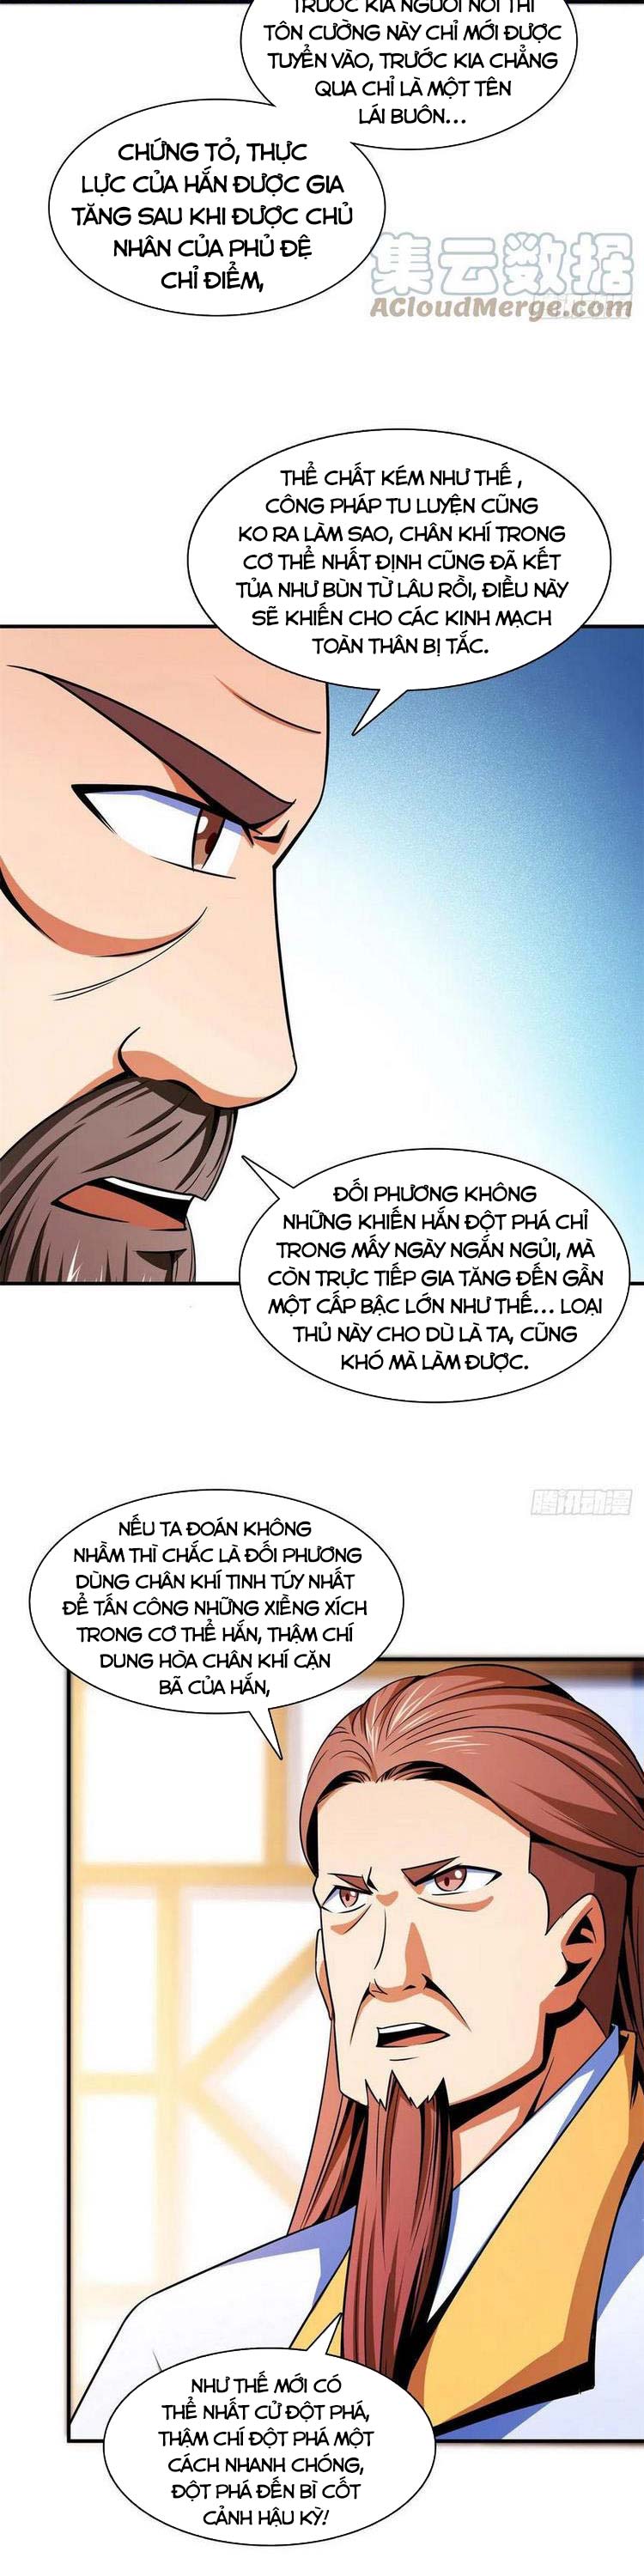 TRƯỚC KIA NGƯƠI NÓI THÌ
TÔN CƯỜNG NÀY CHỈ MỚI ĐƯỢC
TUYỂN VÀO, TRƯỚC KIA CHẲNG
QUA CHỈ LÀ MỘT TÊN
LÁI BUÔN...
CHỨNG TỎ, THỰC
LỰC CỦA HẮN ĐƯỢC GIA
TĂNG SAU KHI ĐƯỢC CHỦ
NHÂN CỦA PHỦ ĐỆ
CHỈ ĐIỂM,
集云数据
ACloudMerge.com
THỂ CHẤT KÉM NHƯ THẾ ,
CÔNG PHÁP TU LUYỆN CŨNG
KO RA LÀM SAO, CHÂN KHÍ TRONG
CƠ THỂ NHẤT ĐỊNH CŨNG ĐÃ KẾT
TỦA NHƯ BÙN TỪ LÂU RỒI, ĐIỀU NÀY
SẼ KHIẾN CHO CÁC KINH MẠCH
TOÀN THÂN BỊ TẮC.
ĐỐI PHƯƠNG KHÔNG
NHỮNG KHIẾN HẮN ĐỘT PHÁ CHỈ
TRONG MẤY NGÀY NGẮN NGỦI, MÀ
CÒN TRỰC TIẾP GIA TĂNG ĐẾN GẦN
MỘT CẤP BẬC LỚN NHƯ THẾ... LOẠI
THỦ NÀY CHO DÙ LÀ TA, CŨNG
KHÓ MÀ LÀM ĐƯỢC.
腾讯动漫
NẾU TA ĐOÁN KHÔNG
NHẦM THÌ CHẮC LÀ ĐỐI PHƯƠNG
DÙNG CHÂN KHÍ TINH TÚY NHẤT
ĐỂ TẤN CÔNG NHỮNG XIỀNG XÍCH
TRONG CƠ THỂ HẮN, THẬM CHÍ
DUNG HÒA CHÂN KHÍ CẶN
BÃ CỦA HẮN,
NHƯ THẾ MỚI CÓ
THỂ NHẤT CỬ ĐỘT PHÁ,
THẬM CHÍ ĐỘT PHÁ MỘT
CÁCH NHANH CHÓNG,
ĐỘT PHÁ ĐẾN BÌ CỐT
CẢNH HẬU KỲ!